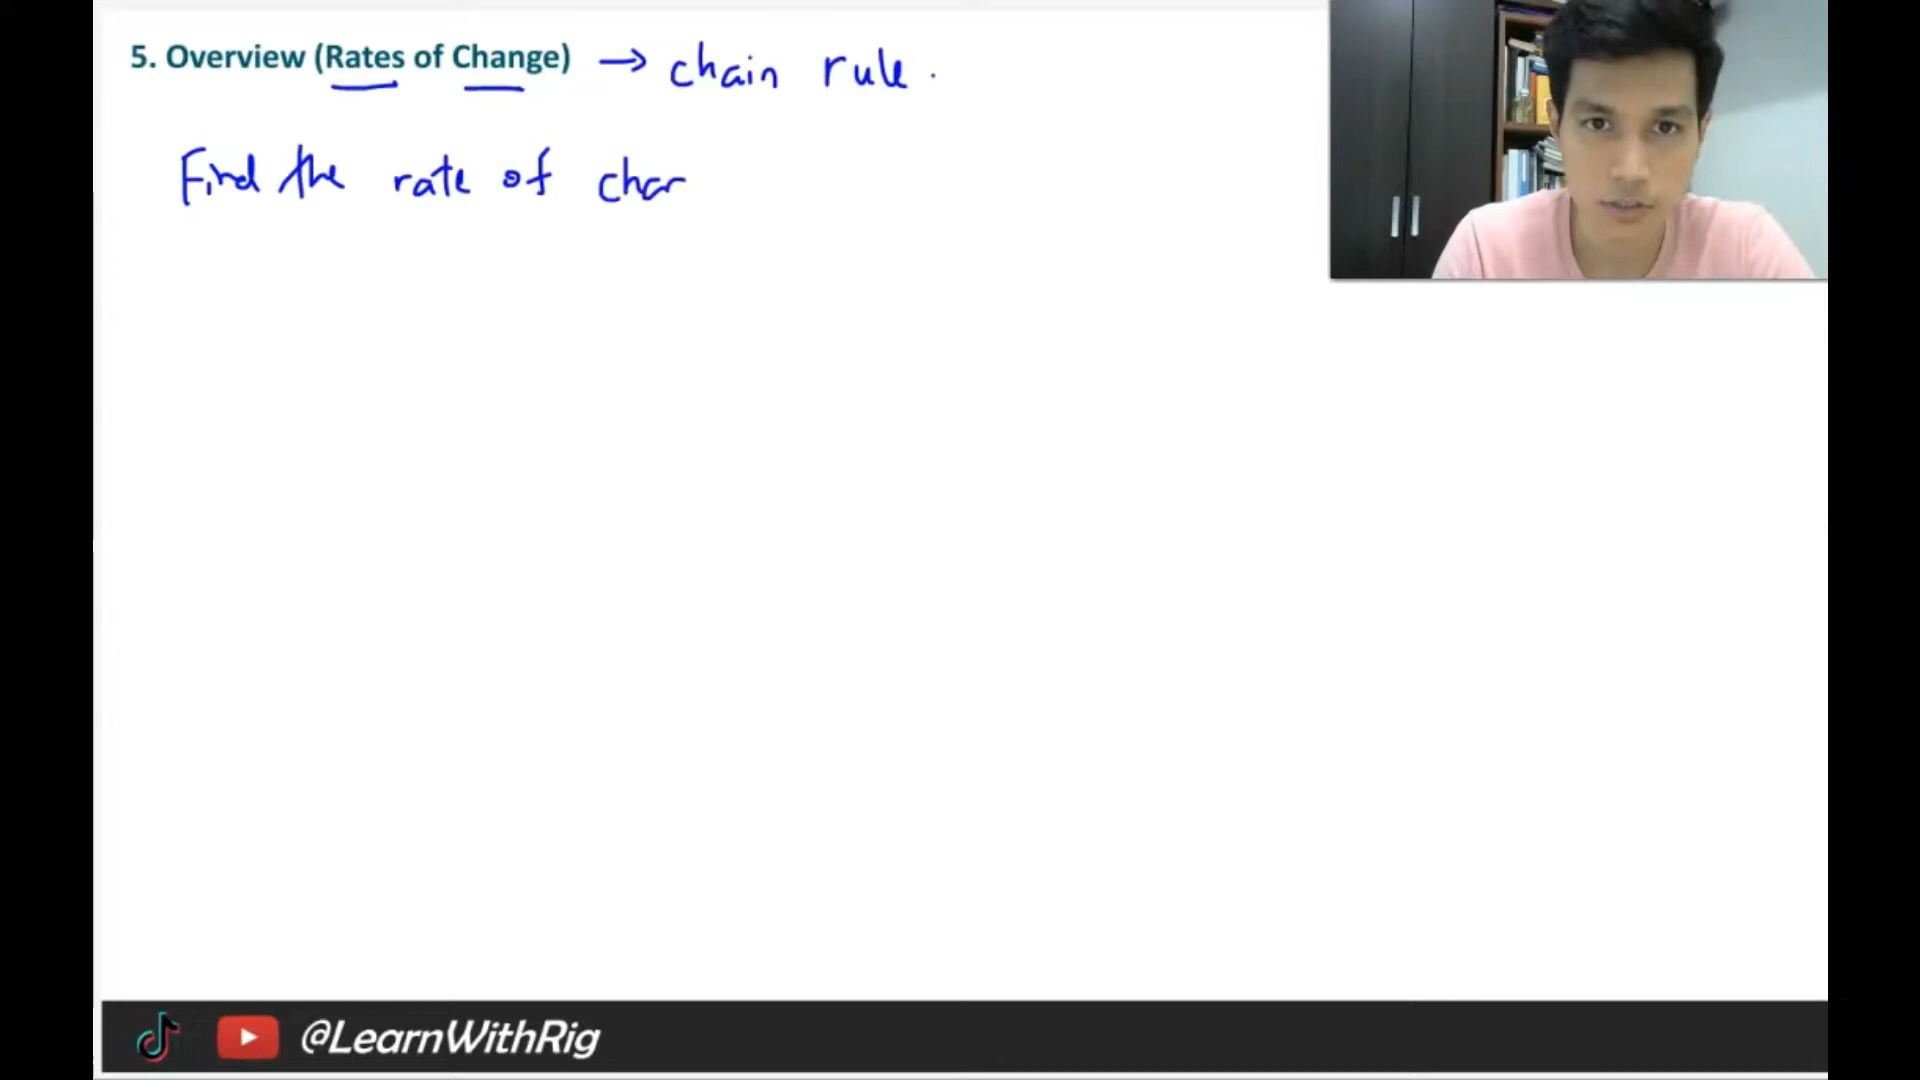 5. Overview (Rates of Change) → chain rule.
Find the rate of char
@LearnWithRig